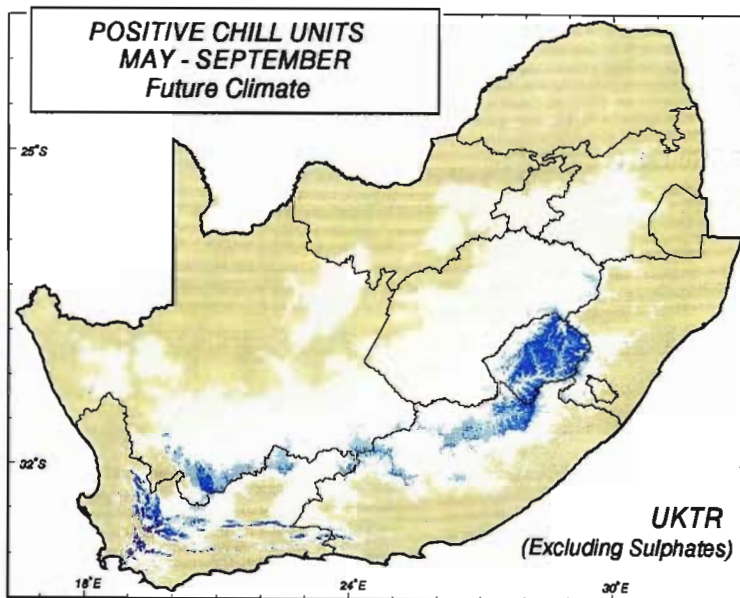 POSITIVE CHILL UNITS
MAY - SEPTEMBER
Future Climate
25°S
32°S
UKTR
(Excluding Sulphates)
18°E
24°E
30°E